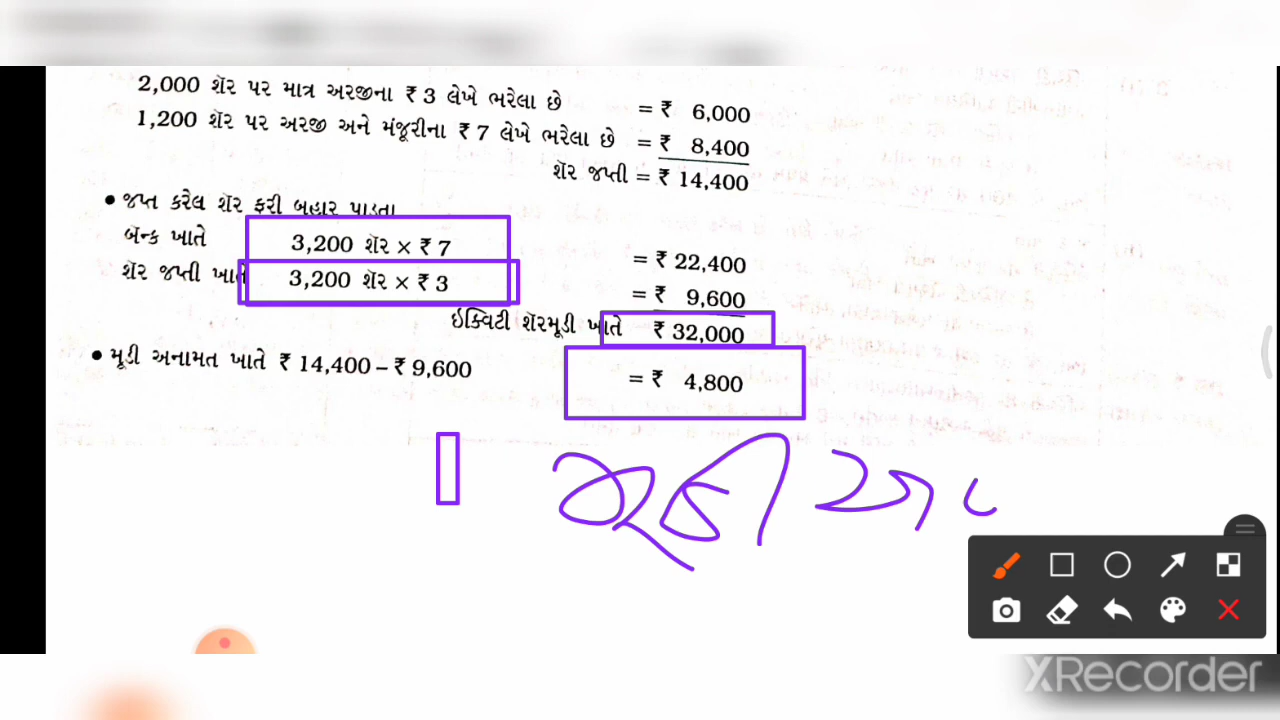 2,000 શૅર પર માત્ર અરજીના ₹ 3 લેખે ભરેલા છે = ₹ 6,000
1,200 શૅર પર અરજી અને મંજૂરીના ₹ 7 લેખે ભરેલા છે = ₹ 8,400
શૅર જપ્તી = ₹ 14,400
• જપ્ત કરેલ શૅર ફરી બહાર પાડતા
બૅન્ક ખાતે 3,200 શૅર × ₹ 7 = ₹ 22,400
શૅર જપ્તી ખાતે 3,200 શૅર × ₹ 3 = ₹ 9,600
ઇક્વિટી શૅરમૂડી ખાતે ₹ 32,000
• મૂડી અનામત ખાતે ₹ 14,400 – ₹ 9,600 = ₹ 4,800
XRecorder